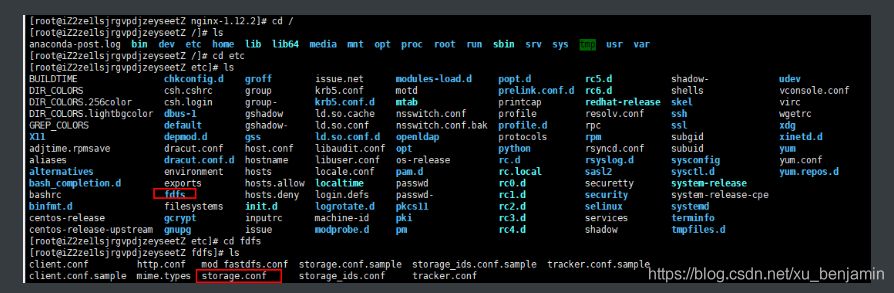 [root@iZ2ze1lsjrgvpdjzeyseetZ nginx-1.12.2]# cd /
[root@iZ2ze1lsjrgvpdjzeyseetZ /]# ls
anaconda-post.log bin dev etc home lib lib64 media mnt opt proc root run sbin srv sys tmp usr var
[root@iZ2ze1lsjrgvpdjzeyseetZ /]# cd etc
[root@iZ2ze1lsjrgvpdjzeyseetZ etc]# ls
BUILDTIME chkconfig.d groff issue.net modules-load.d popt.d rc5.d shadow- udev
DIR_COLORS csh.cshrc group krb5.conf motd prelink.conf.d rc6.d shells vconsole.conf
DIR_COLORS.256color csh.login group- krb5.conf.d mtab printcap redhat-release skel virc
DIR_COLORS.lightbgcolor dbus-1 gshadow ld.so.cache nsswitch.conf profile resolv.conf ssh wgetrc
GREP_COLORS default gshadow- ld.so.conf nsswitch.conf.bak profile.d rpc ssl xdg
X11 depmod.d gss ld.so.conf.d openldap protocols rpm subgid xinetd.d
adjtime.rpmsave dracut.conf host.conf libaudit.conf opt python rsyncd.conf subuid yum
aliases dracut.conf.d hostname libuser.conf os-release rc.d rsyslog.d sysconfig yum.conf
alternatives environment hosts locale.conf pam.d rc.local sasl2 sysctl.d yum.repos.d
bash_completion.d exports hosts.allow localtime passwd rc0.d securetty system-release
bashrc fdfs hosts.deny login.defs passwd- rc1.d security system-release-cpe
binfmt.d filesystems init.d logrotate.d pkcs11 rc2.d selinux systemd
centos-release gcrypt inputrc machine-id pki rc3.d services terminfo
centos-release-upstream gnupg issue modprobe.d pm rc4.d shadow tmpfiles.d
[root@iZ2ze1lsjrgvpdjzeyseetZ etc]# cd fdfs
[root@iZ2ze1lsjrgvpdjzeyseetZ fdfs]# ls
client.conf http.conf mod_fastdfs.conf storage.conf.sample storage_ids.conf.sample tracker.conf.sample
client.conf.sample mime.types storage.conf storage_ids.conf tracker.conf
https://blog.csdn.net/xu_benjamin